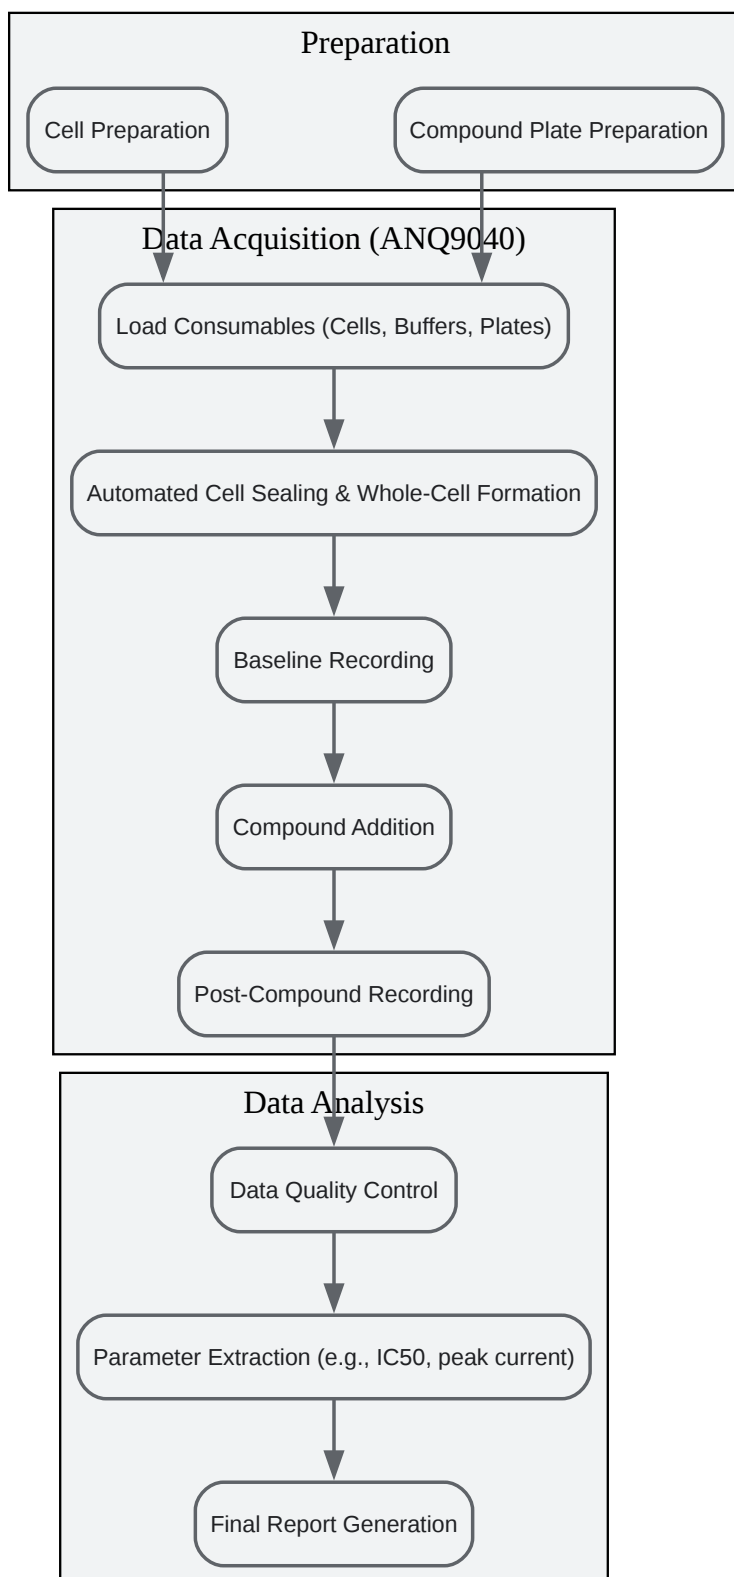 Preparation
Cell Preparation
Compound Plate Preparation
Data Acquisition (ANQ9040)
Load Consumables (Cells, Buffers, Plates)
Automated Cell Sealing & Whole-Cell Formation
Baseline Recording
Compound Addition
Post-Compound Recording
Data Analysis
Data Quality Control
Parameter Extraction (e.g., IC50, peak current)
Final Report Generation